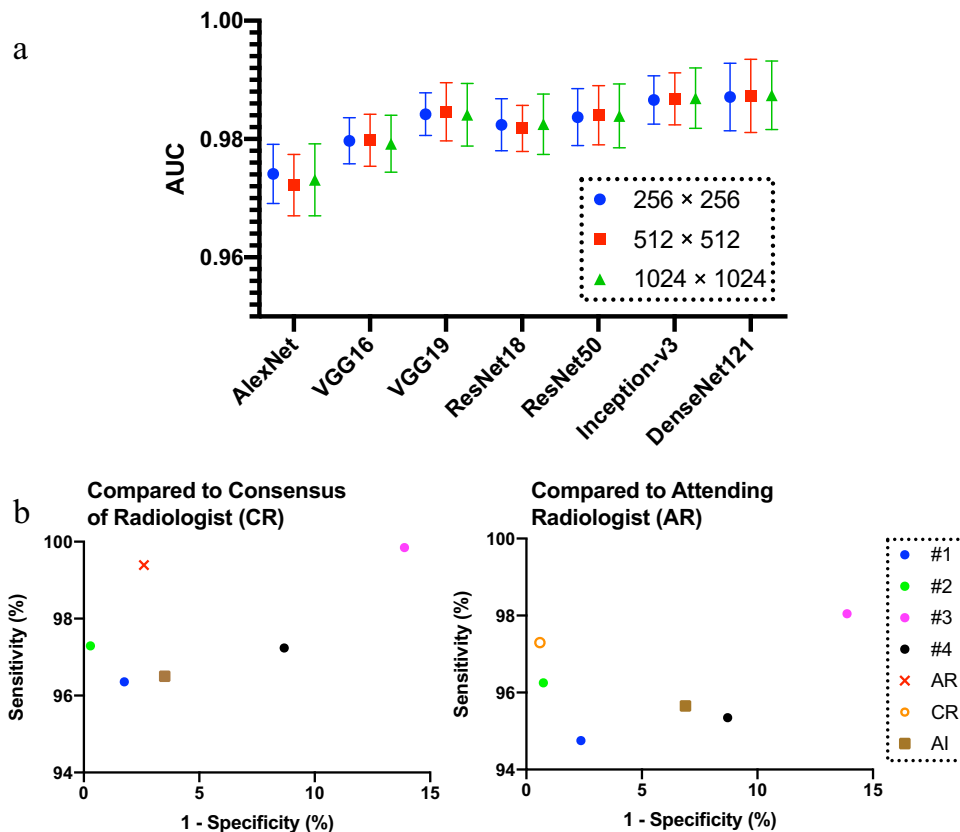 a
1.00
0.98
0.96
AUC
256 × 256
512 × 512
1024 × 1024
AlexNet
VGG16
VGG19
ResNet18
ResNet50
Inception-v3
DenseNet121
b
Compared to Consensus
of Radiologist (CR)
100
98
96
94
Sensitivity (%)
0
5
10
15
1 - Specificity (%)
Compared to Attending
Radiologist (AR)
100
98
96
94
Sensitivity (%)
0
5
10
15
1 - Specificity (%)
#1
#2
#3
#4
AR
CR
AI